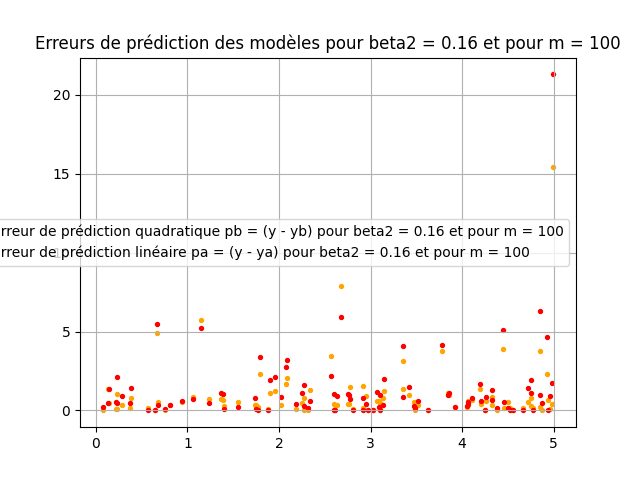 Erreurs de prédiction des modèles pour beta2 = 0.16 et pour m = 100
20
15
rreur de prédiction quadratique pb = (y - yb) pour beta2 = 0.16 et pour m = 100
rreur de prédiction linéaire pa = (y - ya) pour beta2 = 0.16 et pour m = 100
10
5
0
0 1 2 3 4 5